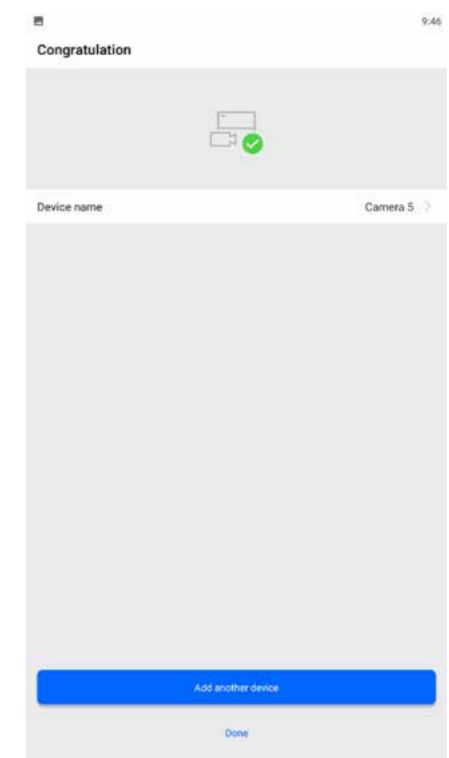 9:46
Congratulation
Device name Camera 5
Add another device
Done